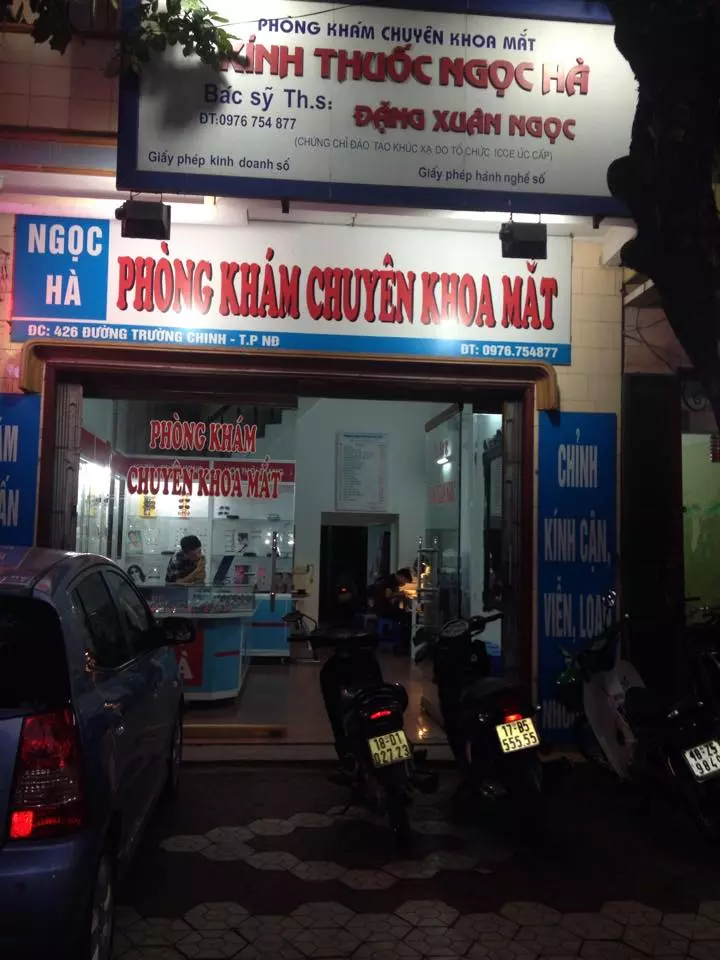 PHÒNG KHÁM CHUYÊN KHOA MẮT
KÍNH THUỐC NGỌC HÀ
Bác sỹ Th.s:
ĐẶNG XUÂN NGỌC
ĐT:0976 754 877
(CHỨNG CHỈ ĐÀO TẠO KHÚC XẠ DO TỔ CHỨC ICCE ÚC CẤP)
Giấy phép kinh doanh số
Giấy phép hành nghề số
NGỌC HÀ
PHÒNG KHÁM CHUYÊN KHOA MẮT
ĐC: 426 ĐƯỜNG TRƯỜNG CHINH - T.P NĐ
ĐT: 0976.754877
PHÒNG KHÁM
CHUYÊN KHOA MẮT
CHỈNH
KÍNH CẬN,
VIỄN, LOẠN
18-D1
027.23
17-B5
555.55